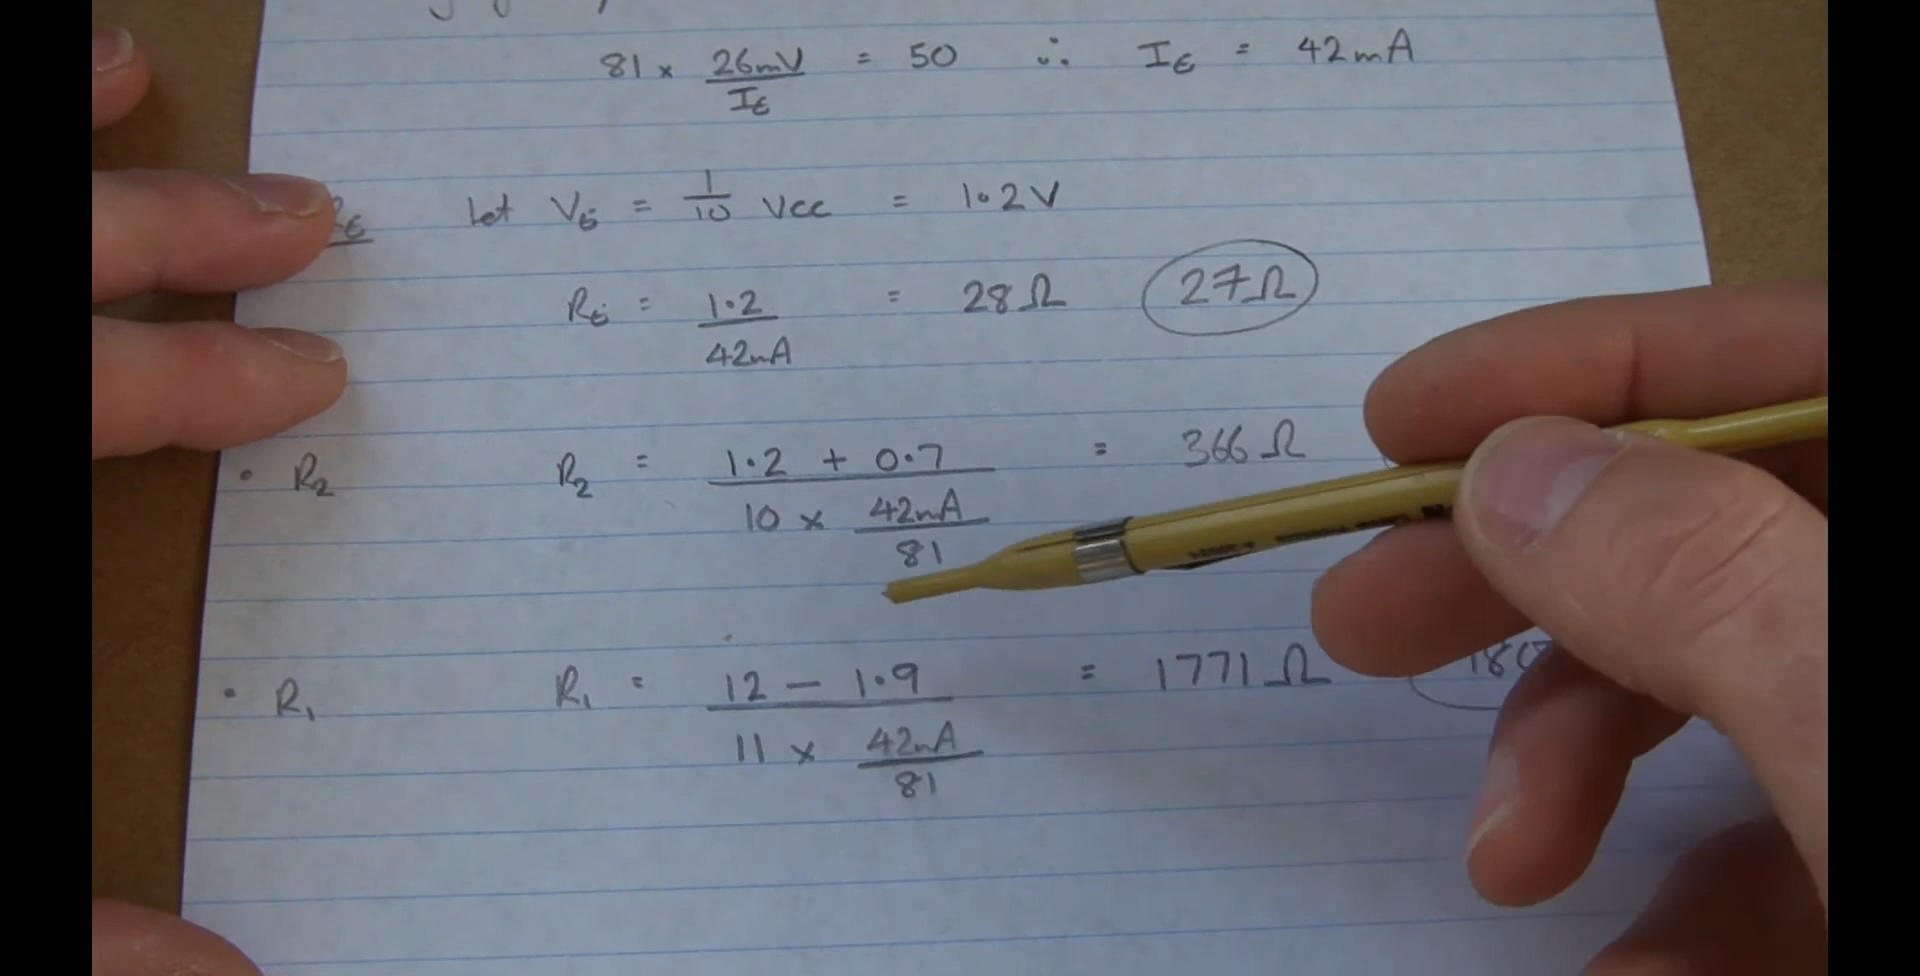 81 × 26mV/IE = 50 ∴ IE = 42mA
RE Let VE = 1/10 Vcc = 1.2V
RE = 1.2/42mA = 28Ω 27Ω
• R2 R2 = 1.2 + 0.7 / 10 × 42mA/81 = 366Ω
• R1 R1 = 12 - 1.9 / 11 × 42mA/81 = 1771Ω